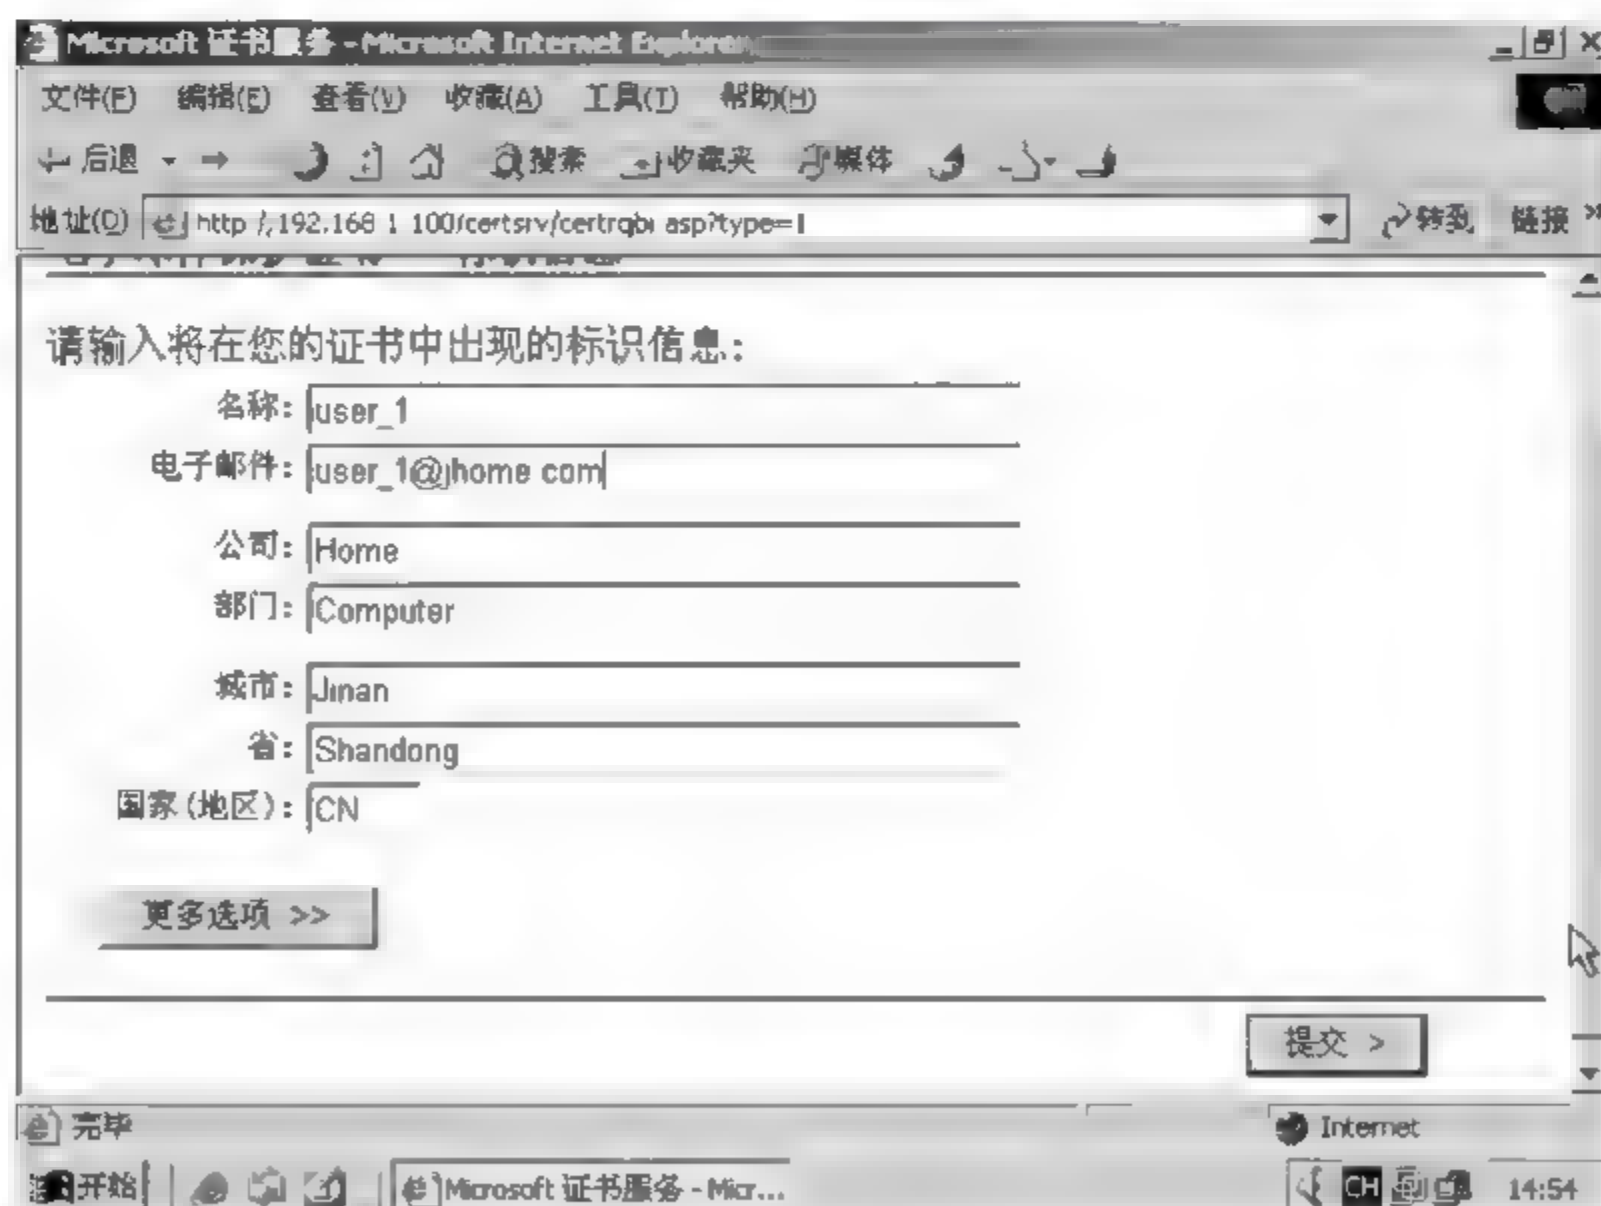 Microsoft 证书服务 - Microsoft Internet Explorer
文件(F) 编辑(E) 查看(V) 收藏(A) 工具(T) 帮助(H)
后退 搜索 收藏夹 媒体
地址(D) http://192.168.1.100/certsrv/certrqbi.asp?type=1 转到 链接 »
请输入将在您的证书中出现的标识信息:
名称: user_1
电子邮件: user_1@jhome.com
公司: Home
部门: Computer
城市: Jinan
省: Shandong
国家(地区): CN
更多选项 >>
提交 >
完毕 Internet
开始 Microsoft 证书服务 - Micr... CH 14:54